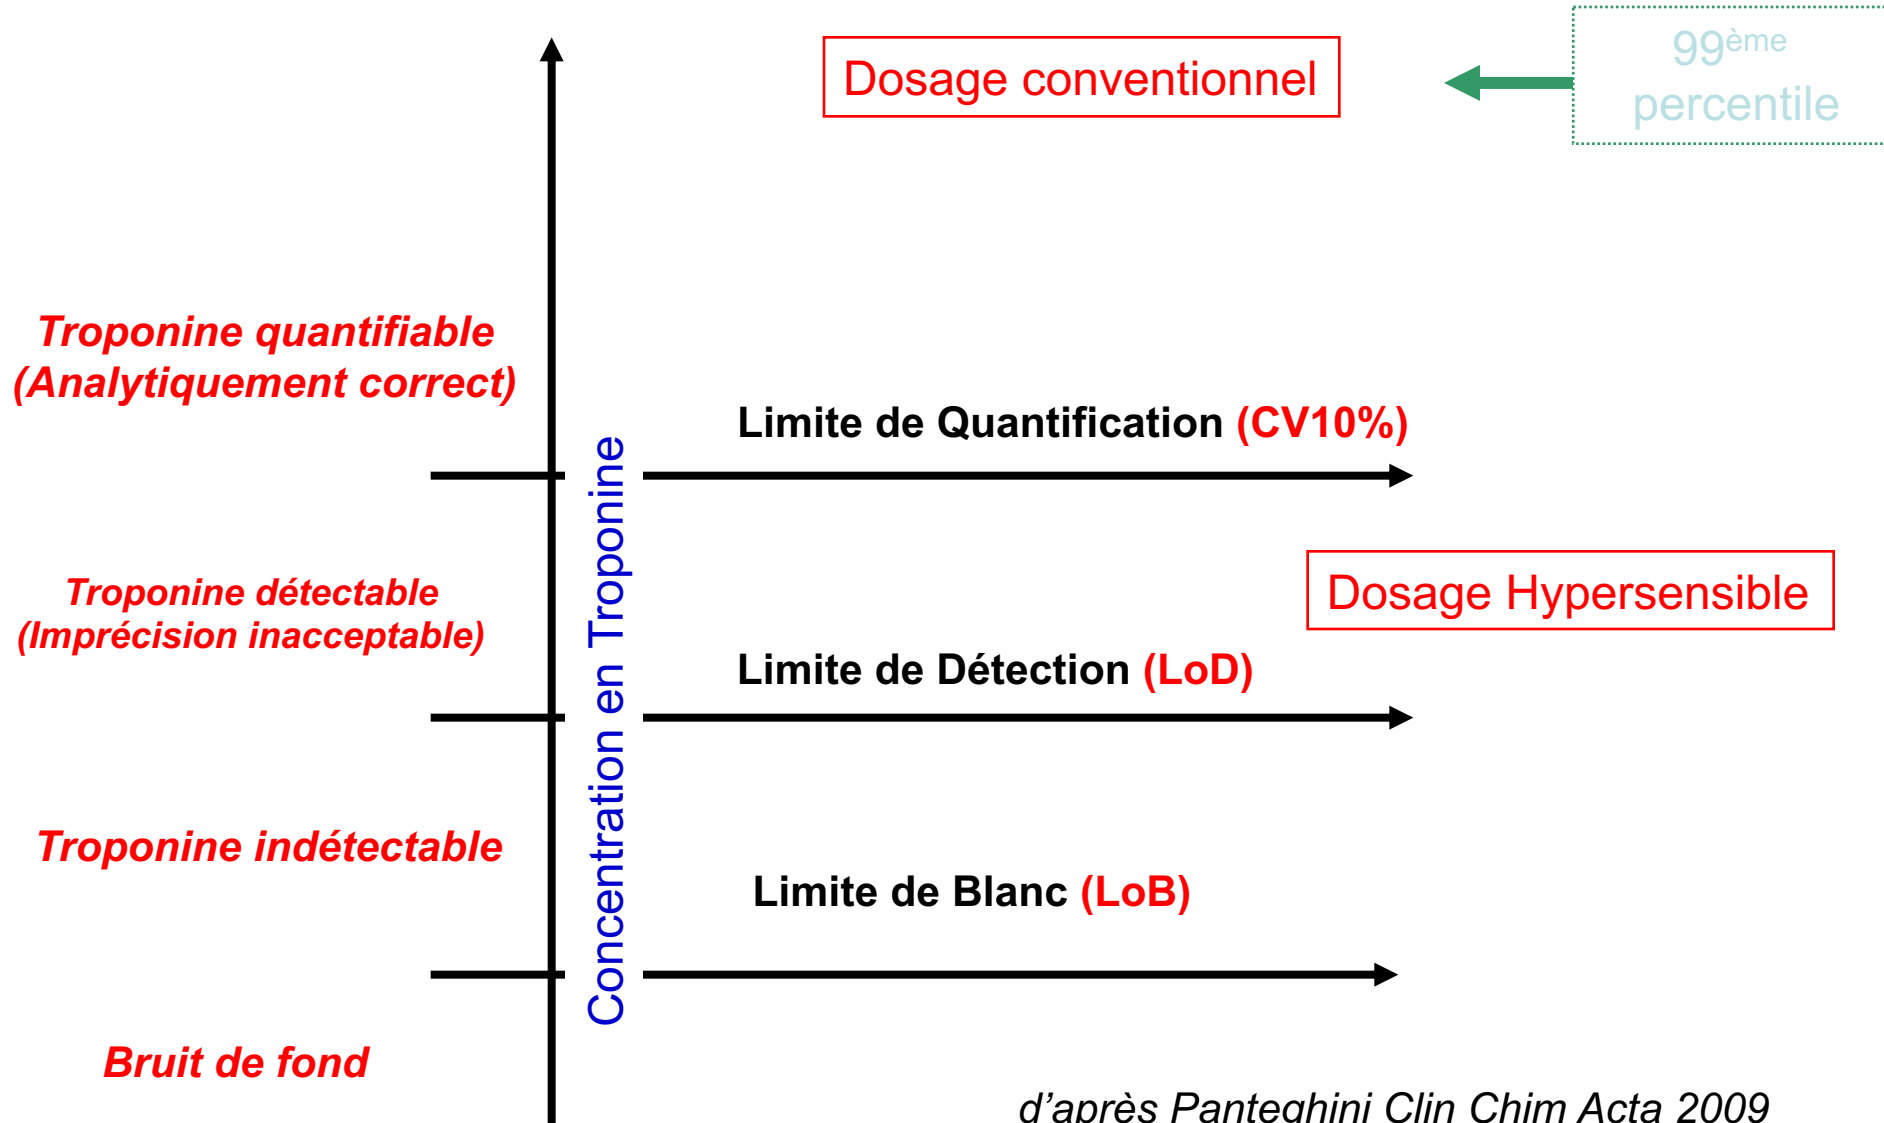 Dosage conventionnel
99ème
percentile
Troponine quantifiable
(Analytiquement correct)
Limite de Quantification (CV10%)
Concentration en Troponine
Troponine détectable
(Imprécision inacceptable)
Dosage Hypersensible
Limite de Détection (LoD)
Troponine indétectable
Limite de Blanc (LoB)
Bruit de fond
d’après Panteghini Clin Chim Acta 2009